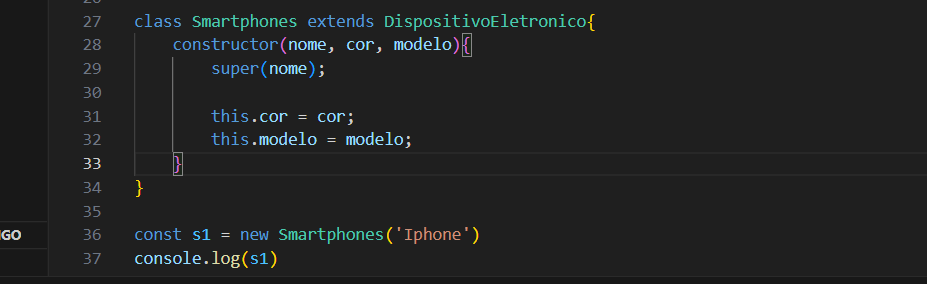 27 class Smartphones extends DispositivoEletronico{
28 constructor(nome, cor, modelo){
29 super(nome);
30
31 this.cor = cor;
32 this.modelo = modelo;
33 }
34 }
35
36 const s1 = new Smartphones('Iphone')
37 console.log(s1)
GO